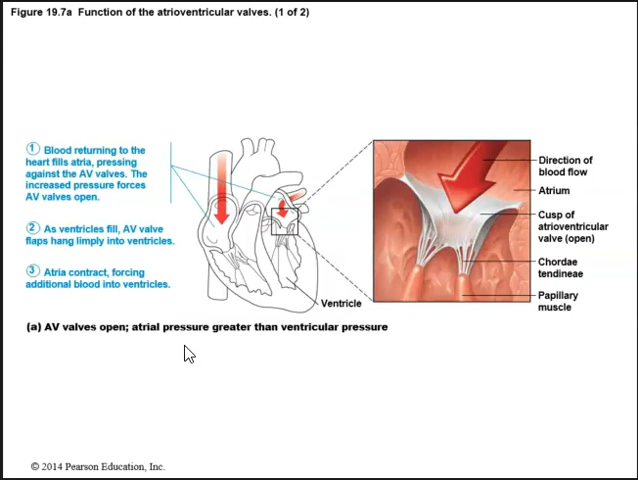 Figure 19.7a Function of the atrioventricular valves. (1 of 2)
1 Blood returning to the
heart fills atria, pressing
against the AV valves. The
increased pressure forces
AV valves open.
2 As ventricles fill, AV valve
flaps hang limply into ventricles.
3 Atria contract, forcing
additional blood into ventricles.
Ventricle
Direction of
blood flow
Atrium
Cusp of
atrioventricular
valve (open)
Chordae
tendineae
Papillary
muscle
(a) AV valves open; atrial pressure greater than ventricular pressure
© 2014 Pearson Education, Inc.